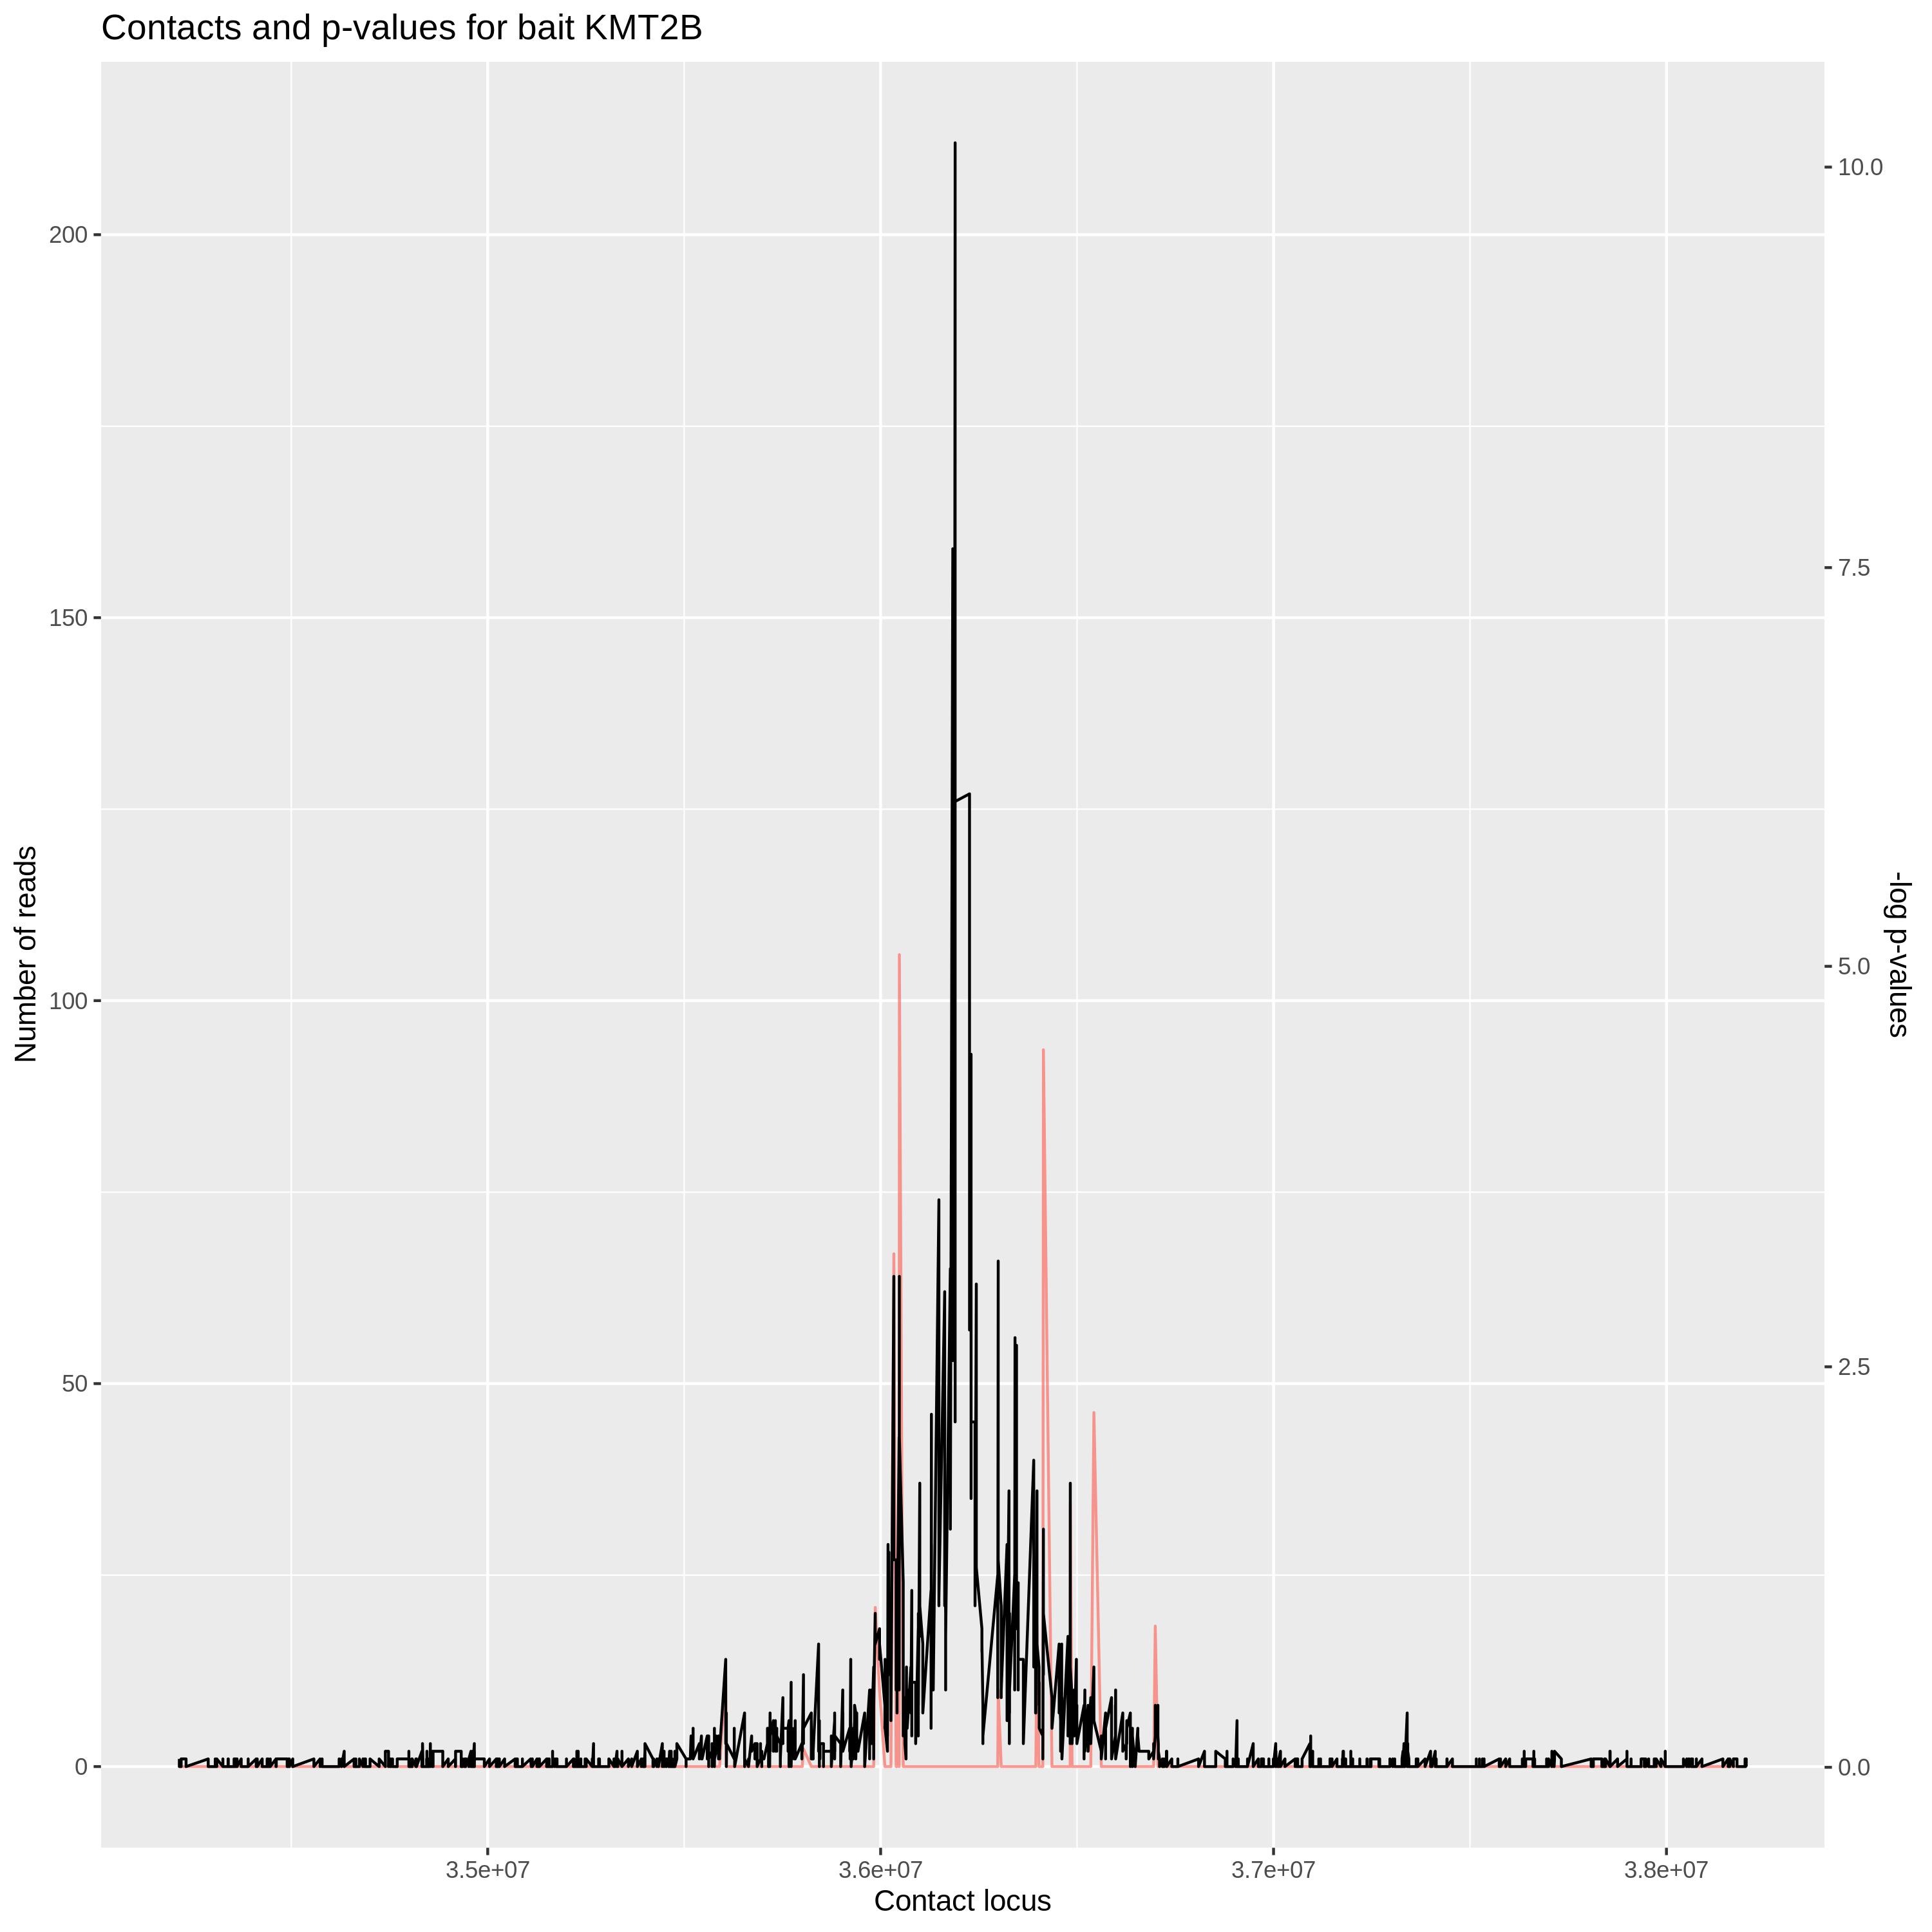 Contacts and p-values for bait KMT2B
200
150
100
50
0
10.0
7.5
5.0
2.5
0.0
Number of reads
-log p-values
3.5e+07
3.6e+07
3.7e+07
3.8e+07
Contact locus